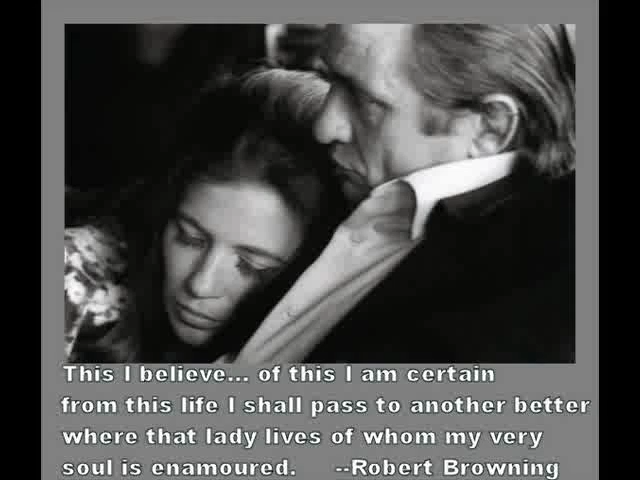 This I believe... of this I am certain
from this life I shall pass to another better
where that lady lives of whom my very
soul is enamoured. --Robert Browning